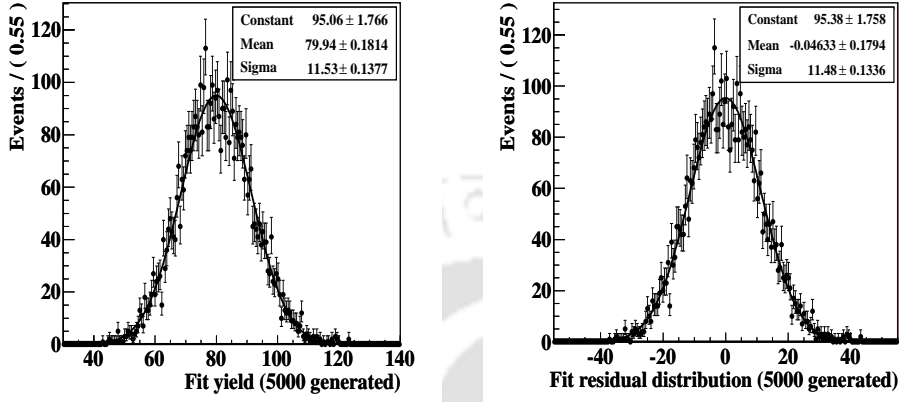 Constant 95.06 ± 1.766
Mean 79.94 ± 0.1814
Sigma 11.53 ± 0.1377
Events / ( 0.55 )
120
100
80
60
40
20
0
40 60 80 100 120 140
Fit yield (5000 generated)
Constant 95.38 ± 1.758
Mean -0.04633 ± 0.1794
Sigma 11.48 ± 0.1336
Events / ( 0.55 )
120
100
80
60
40
20
0
-40 -20 0 20 40
Fit residual distribution (5000 generated)